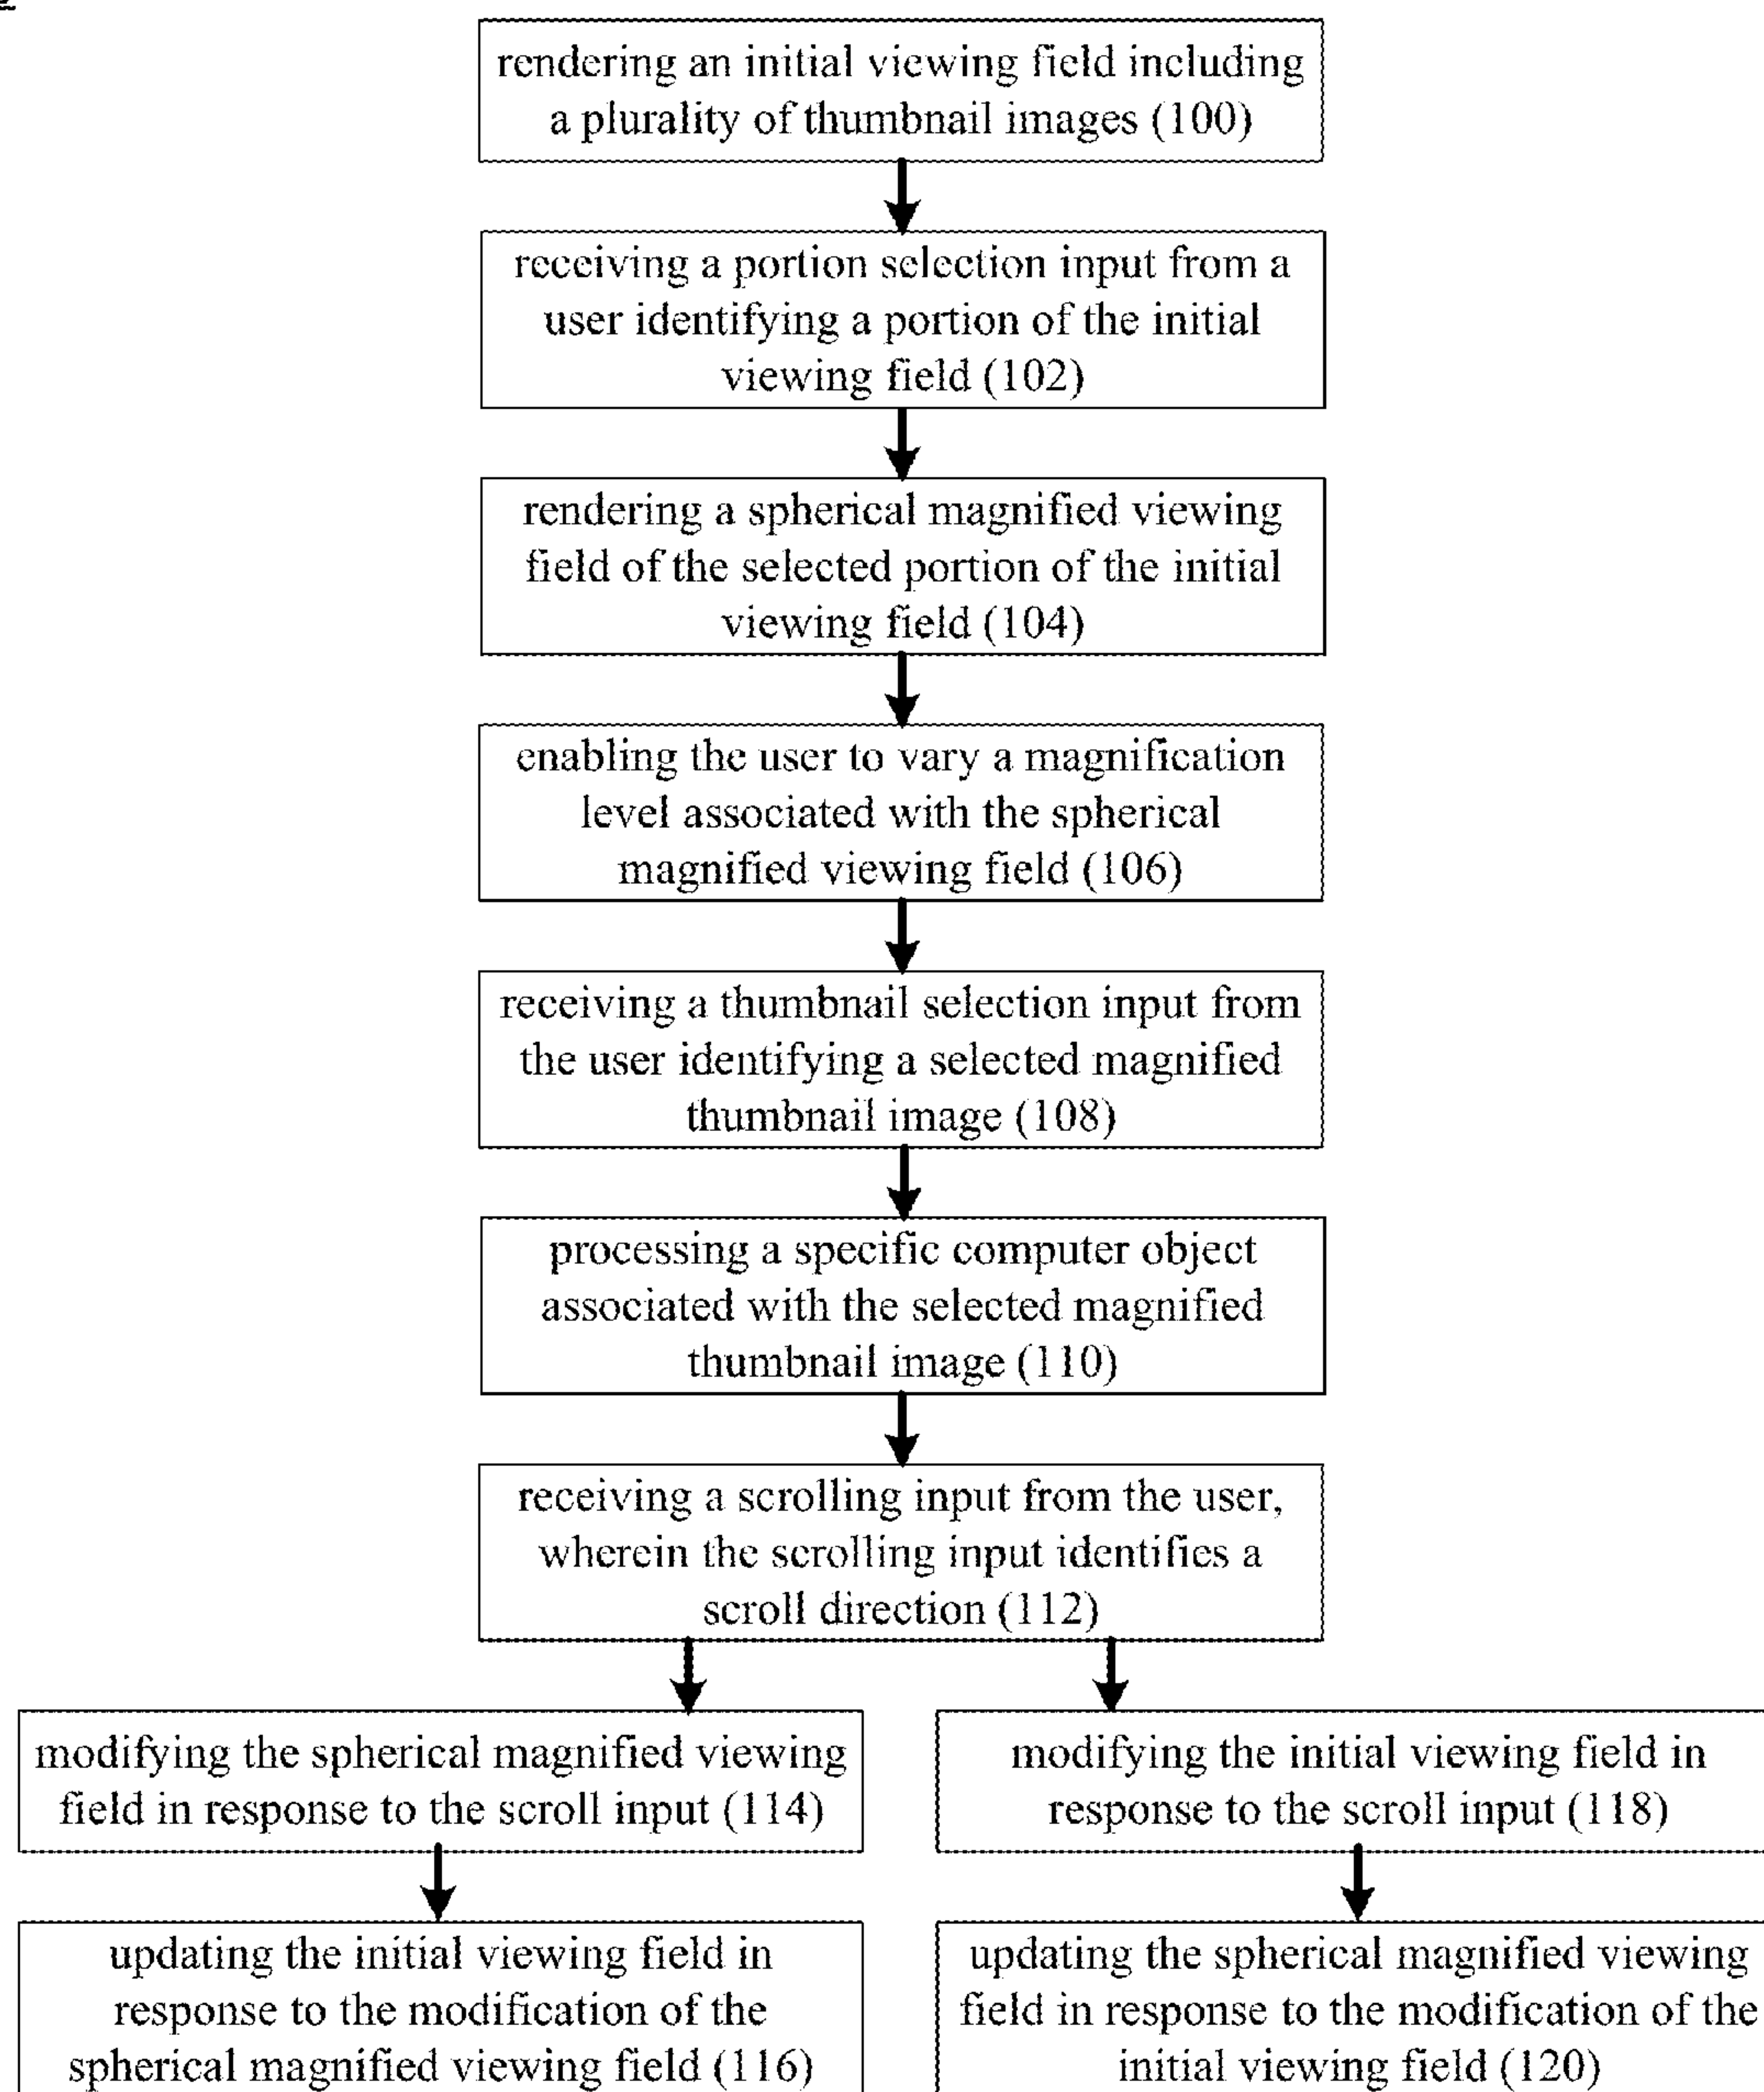 rendering an initial viewing field including
a plurality of thumbnail images (100)
receiving a portion selection input from a
user identifying a portion of the initial
viewing field (102)
rendering a spherical magnified viewing
field of the selected portion of the initial
viewing field (104)
enabling the user to vary a magnification
level associated with the spherical
magnified viewing field (106)
receiving a thumbnail selection input from
the user identifying a selected magnified
thumbnail image (108)
processing a specific computer object
associated with the selected magnified
thumbnail image (110)
receiving a scrolling input from the user,
wherein the scrolling input identifies a
scroll direction (112)
modifying the spherical magnified viewing
field in response to the scroll input (114)
updating the initial viewing field in
response to the modification of the
spherical magnified viewing field (116)
modifying the initial viewing field in
response to the scroll input (118)
updating the spherical magnified viewing
field in response to the modification of the
initial viewing field (120)